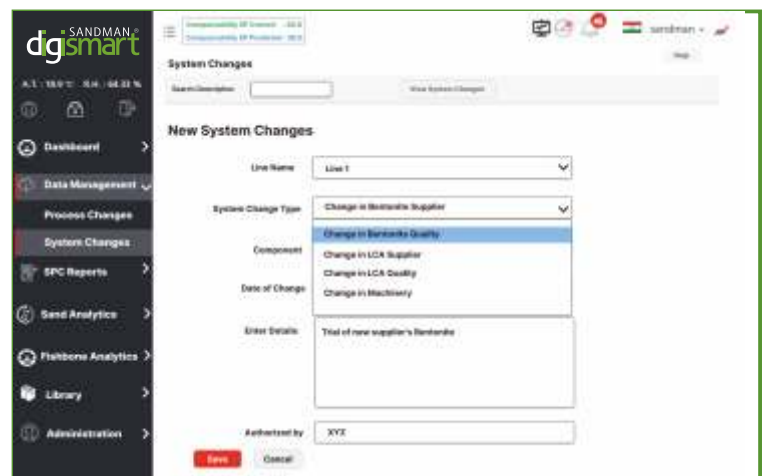 SANDMAN
dgismart
sandman
System Changes
Help
A.T. : R.H. : 64.33 %
Search Description
View System Changes
New System Changes
Dashboard
Line Name
Line 1
Data Management
System Change Type
Change in Bentonite Supplier
Process Changes
Change in Bentonite Quality
System Changes
Component
Change in LCA Supplier
SPC Reports
Change in LCA Quality
Date of Change
Change in Machinery
Sand Analytics
Enter Details
Trial of new supplier's Bentonite
Fishbone Analytics
Library
Administration
Authorized by
XYZ
Save
Cancel